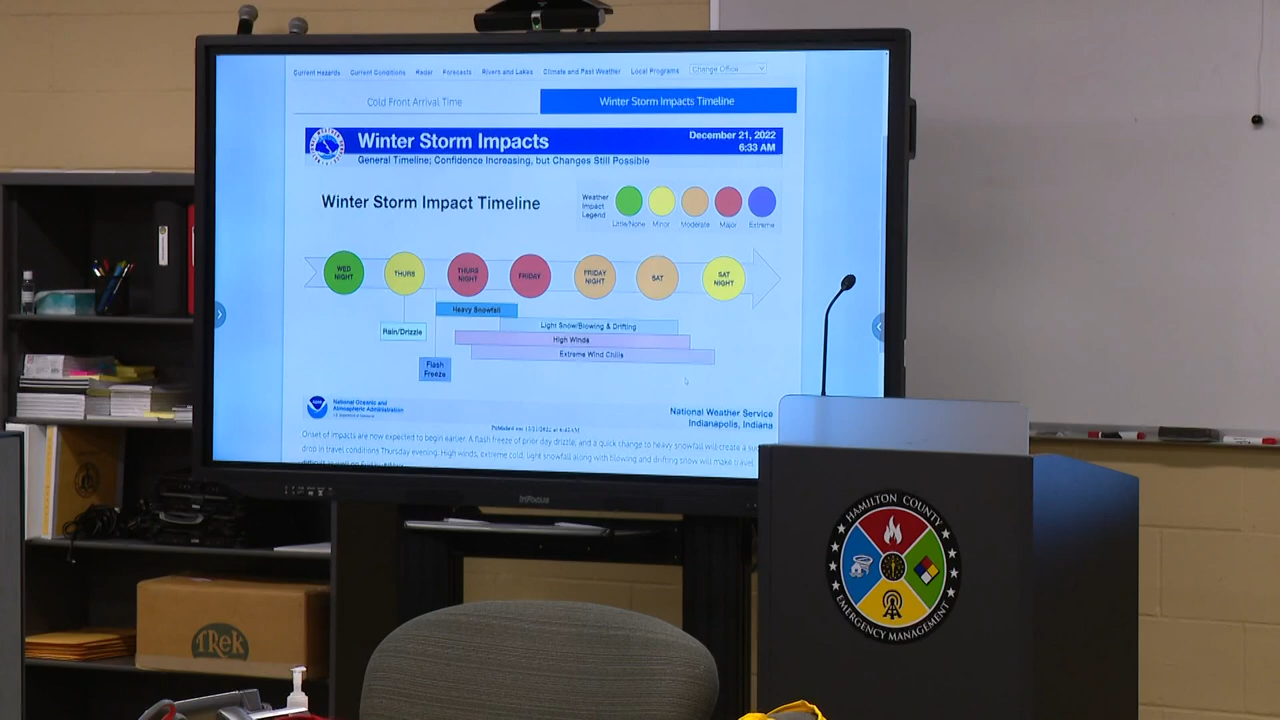 Current Hazards Current Conditions Radar Forecasts Rivers and Lakes Climate and Past Weather Local Programs Change Office
Cold Front Arrival Time
Winter Storm Impacts Timeline
Winter Storm Impacts
December 21, 2022
6:33 AM
General Timeline; Confidence Increasing, but Changes Still Possible
Winter Storm Impact Timeline
Weather
Impact
Legend
Little/None Minor Moderate Major Extreme
WED
NIGHT
THURS
THURS
NIGHT
FRIDAY
FRIDAY
NIGHT
SAT
SAT
NIGHT
Heavy Snowfall
Rain/Drizzle
Light Snow/Blowing & Drifting
High Winds
Extreme Wind Chills
Flash
Freeze
National Oceanic and
Atmospheric Administration
National Weather Service
Indianapolis, Indiana
Onset of impacts are now expected to begin earlier. A flash freeze of prior day drizzle, and a quick change to heavy snowfall will create a
drop in travel conditions Thursday evening. High winds, extreme cold, light snowfall along with blowing and drifting snow will make travel
InFocus
HAMILTON COUNTY
EMERGENCY MANAGEMENT
TREK